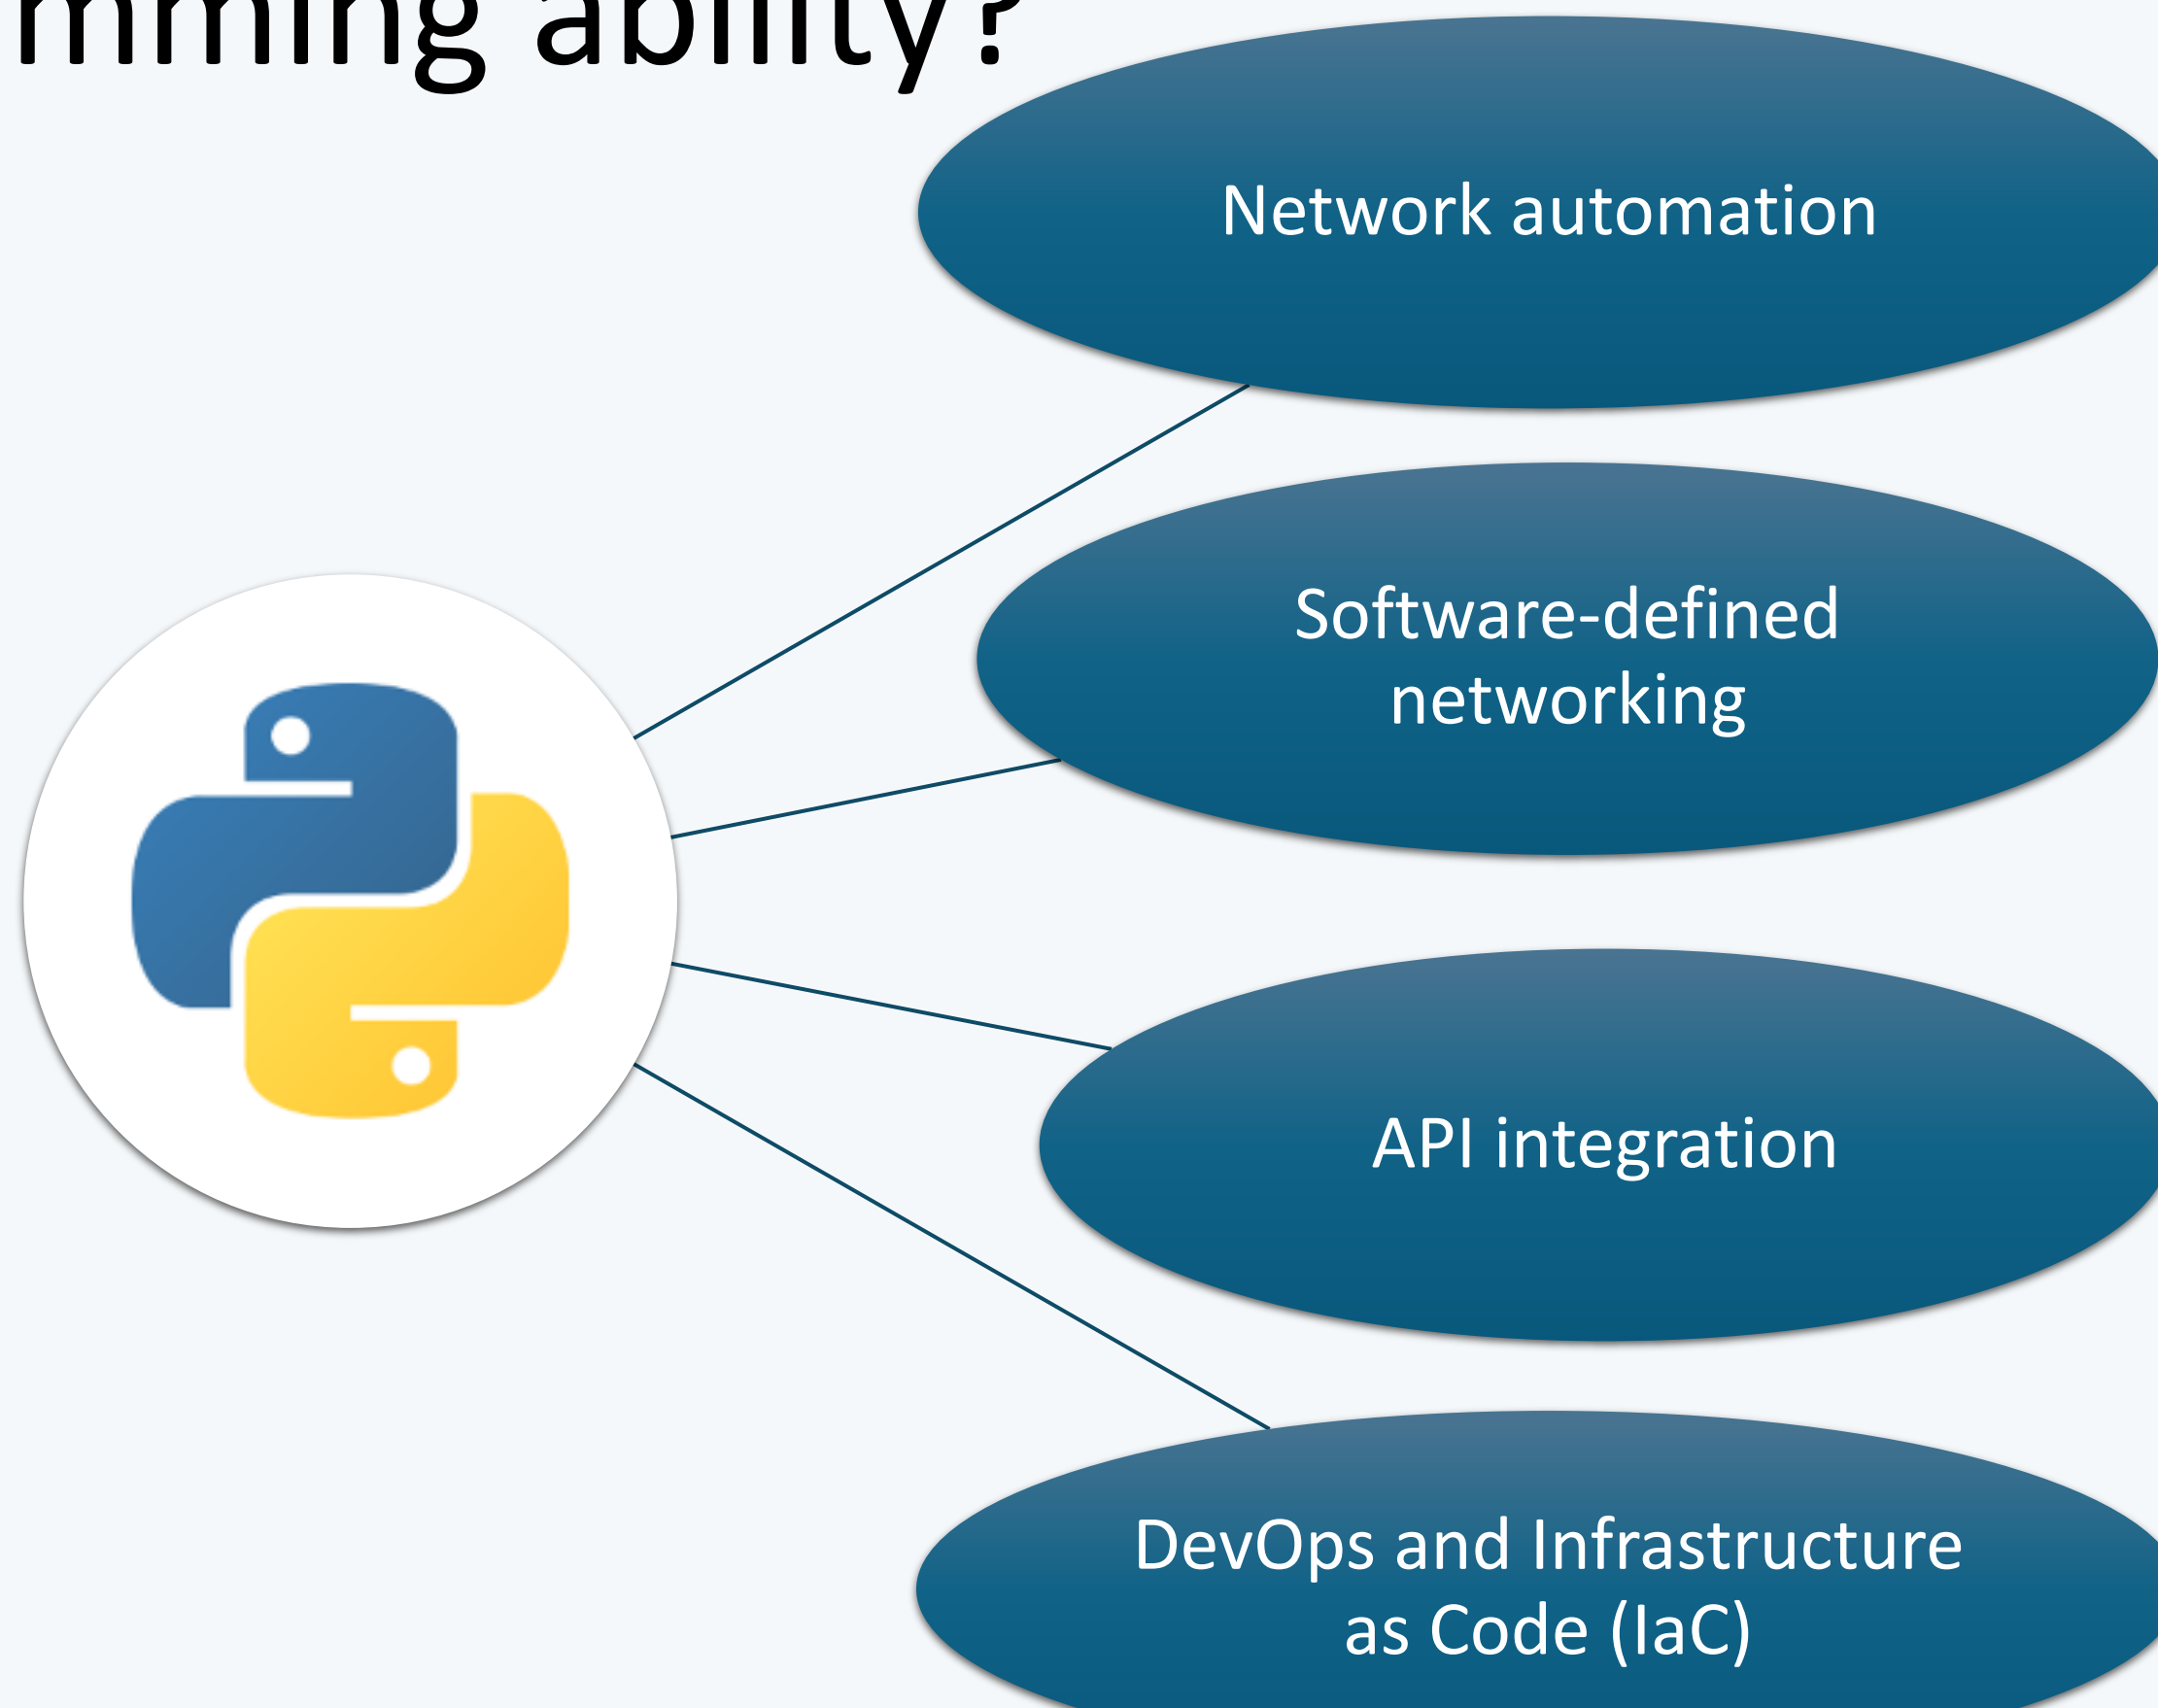 mming ability?
Network automation
Software-defined
networking
API integration
DevOps and Infrastructure
as Code (IaC)